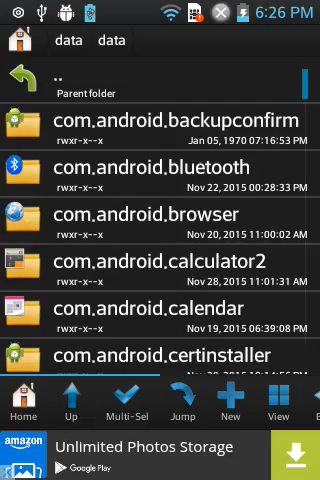 6:26 PM
data data
..
Parent folder
com.android.backupconfirm
rwxr-x--x Jan 05, 1970 07:16:53 PM
com.android.bluetooth
rwxr-x--x Nov 22, 2015 00:28:33 PM
com.android.browser
rwxr-x--x Nov 20, 2015 11:00:02 AM
com.android.calculator2
rwxr-x--x Nov 28, 2015 11:01:31 AM
com.android.calendar
rwxr-x--x Nov 19, 2015 06:39:08 PM
com.android.certinstaller
Home Up Multi-Sel Jump New View
amazon Unlimited Photos Storage
Google Play